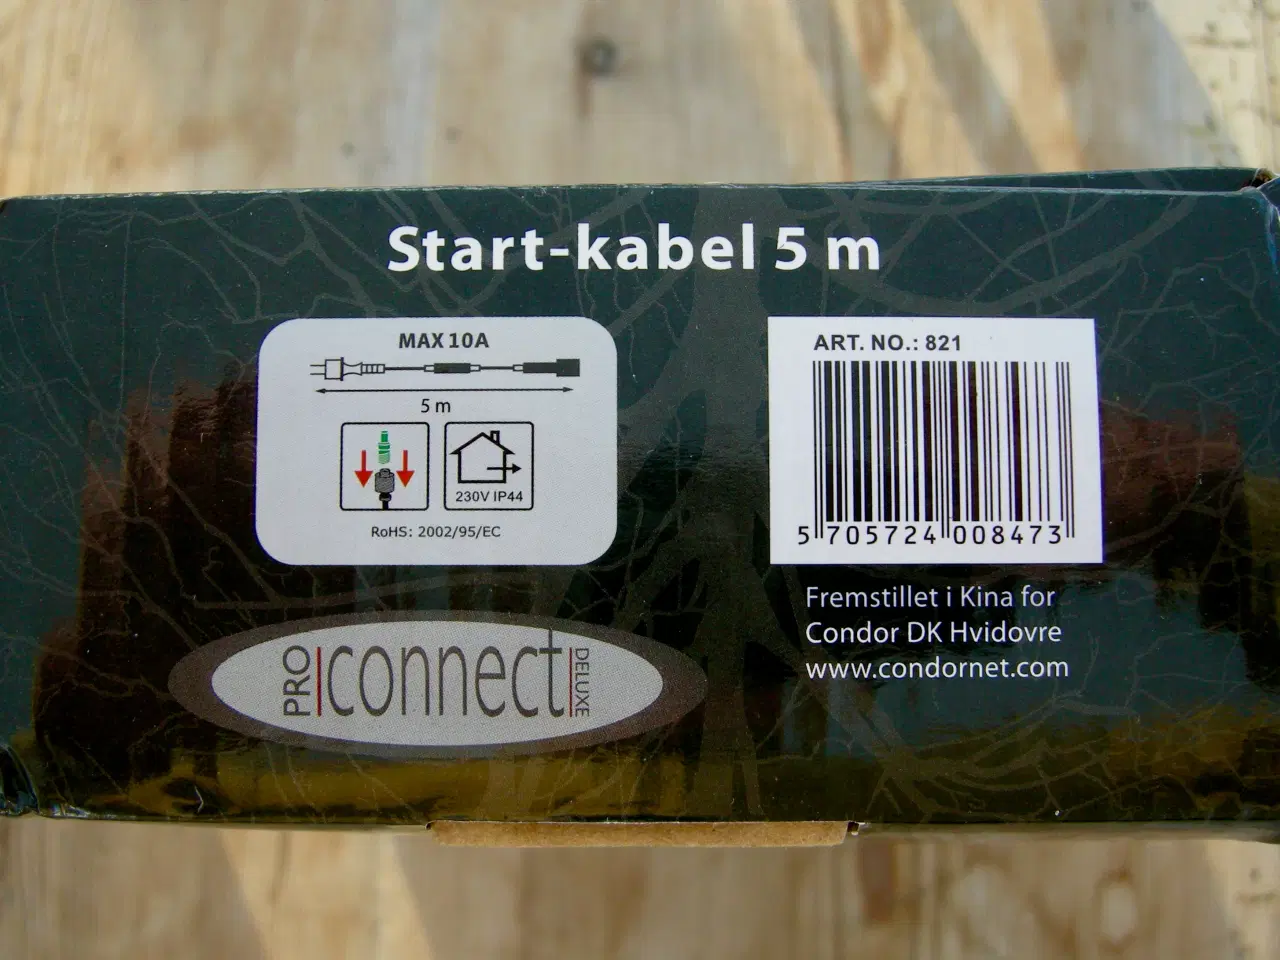 Start-kabel 5 m
MAX 10A
5 m
230V IP44
RoHS: 2002/95/EC
ART. NO.: 821
5 705724 008473
Fremstillet i Kina for
Condor DK Hvidovre
www.condornet.com
PRO connect DELUXE